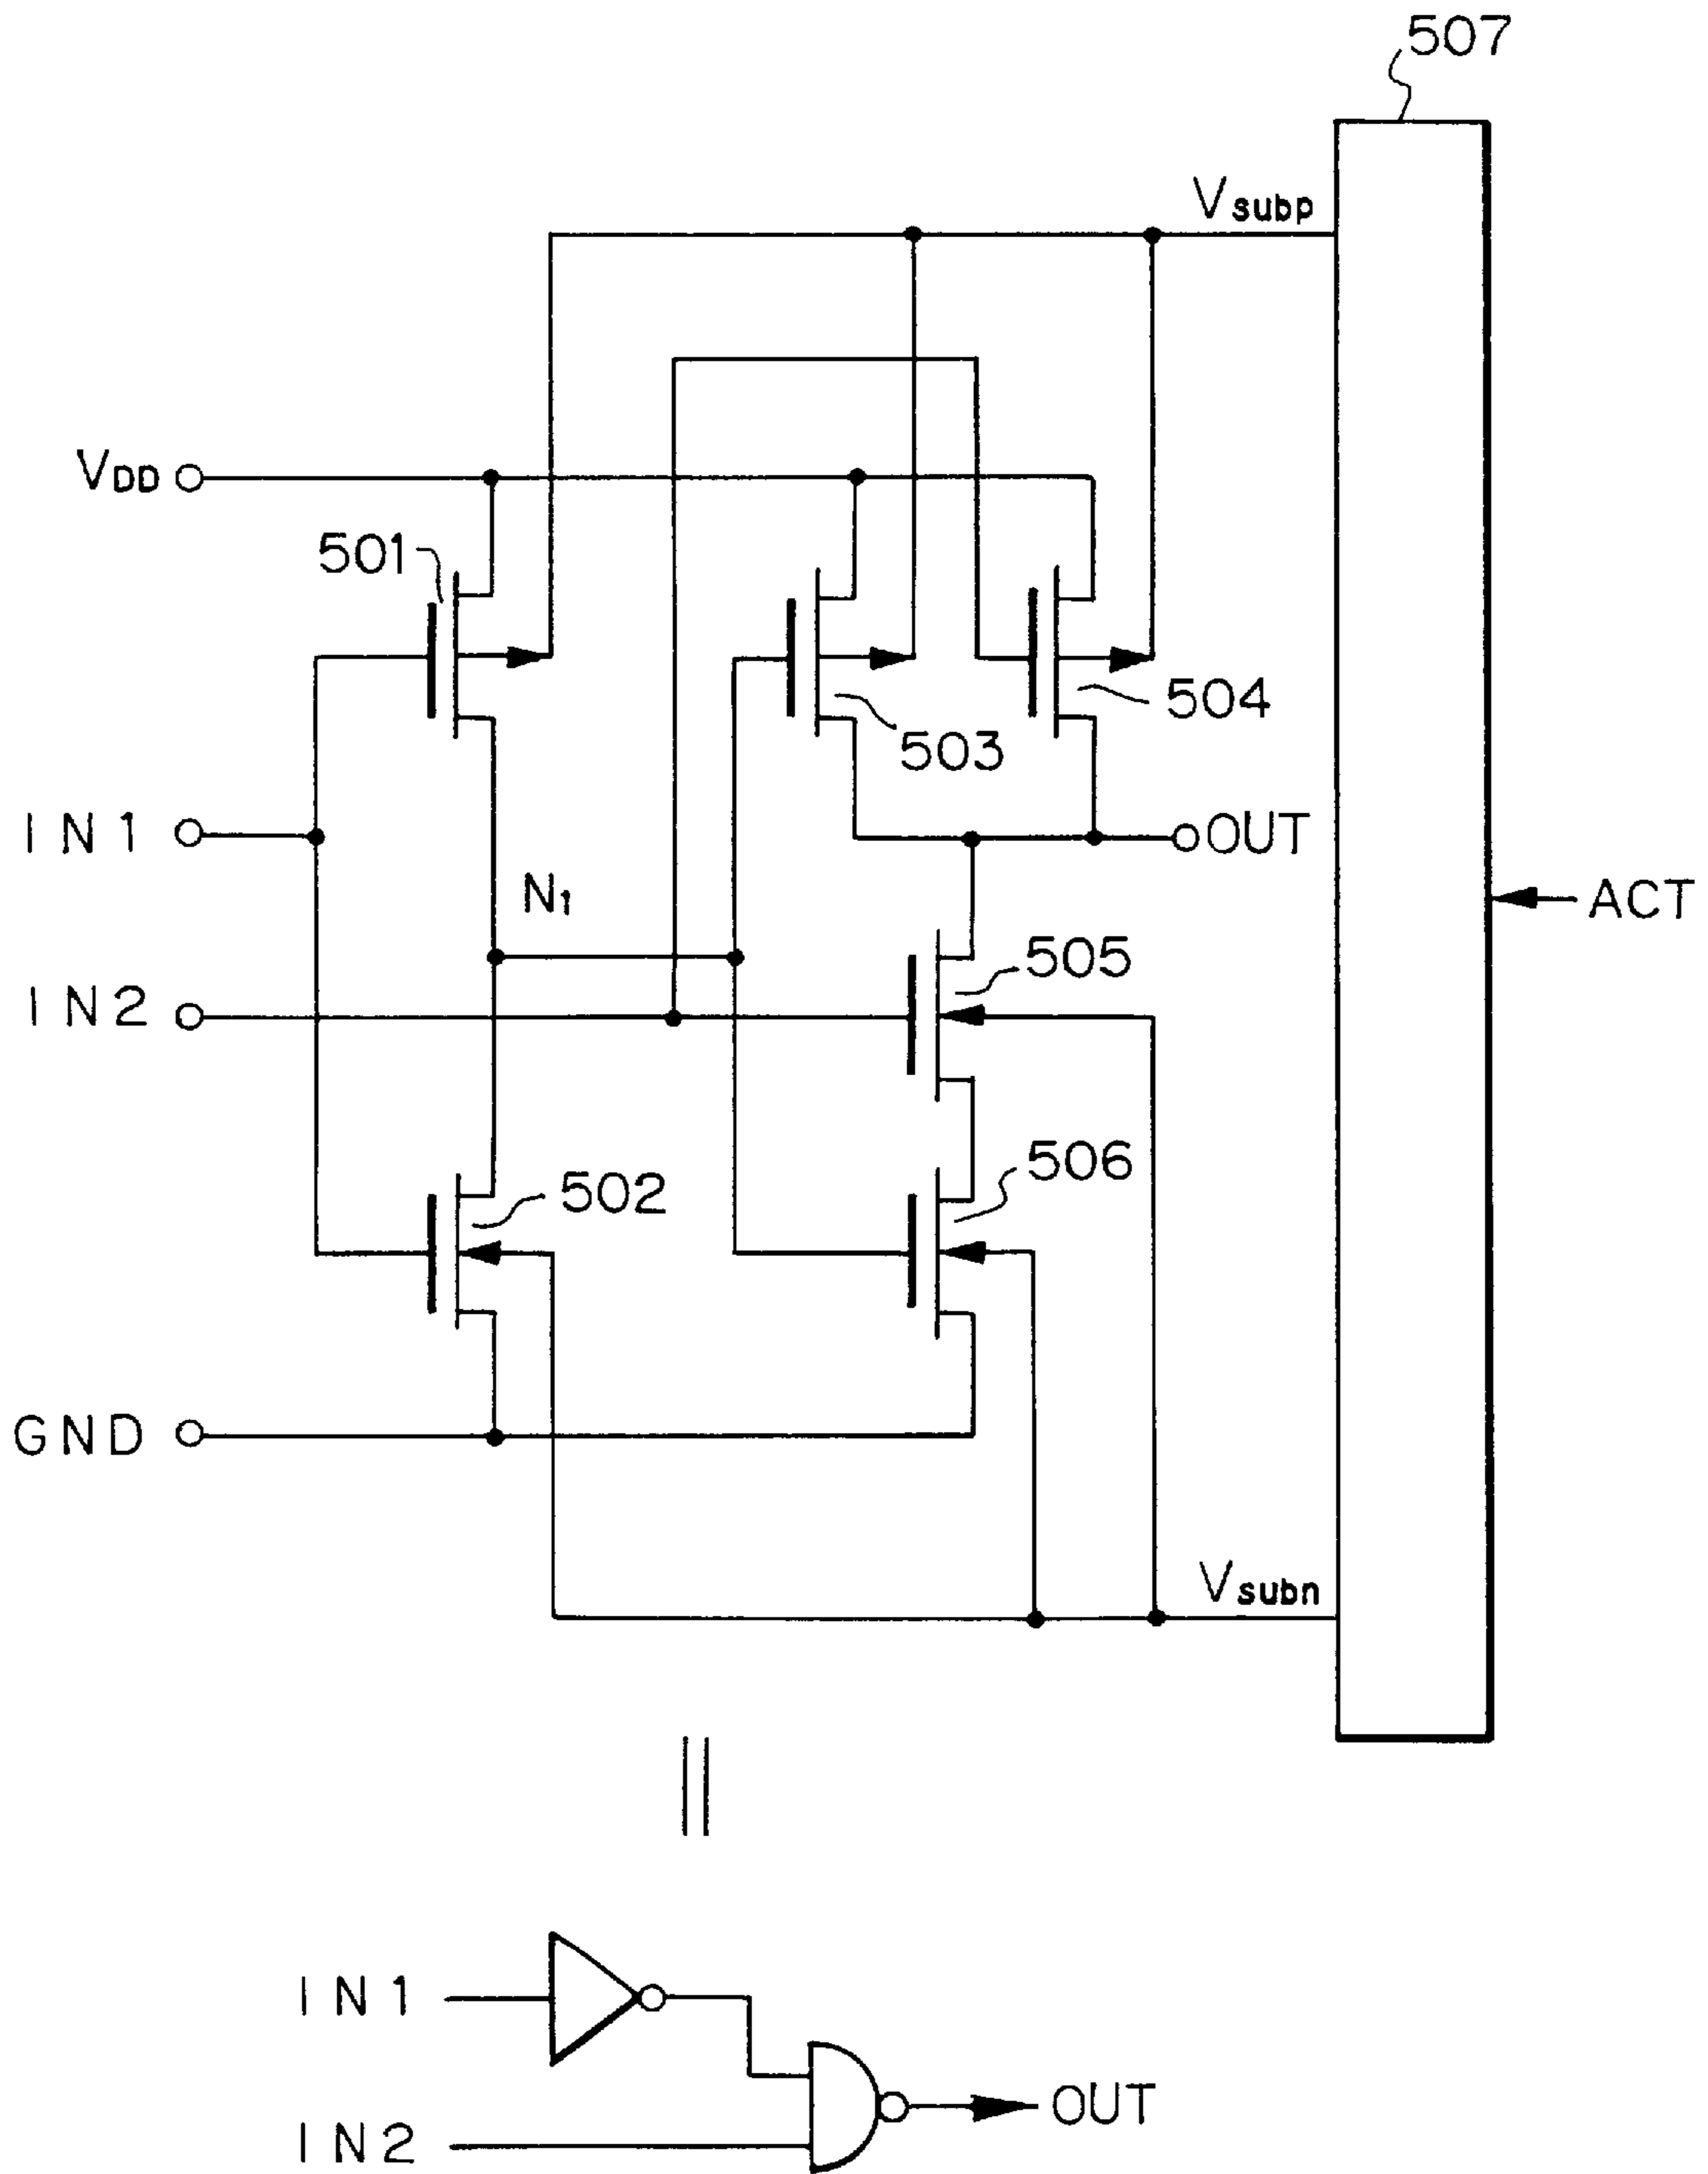 507
Vsubp
VDD
501
504
503
IN1
OUT
N1
ACT
505
IN2
506
502
GND
Vsubn
IN1
OUT
IN2